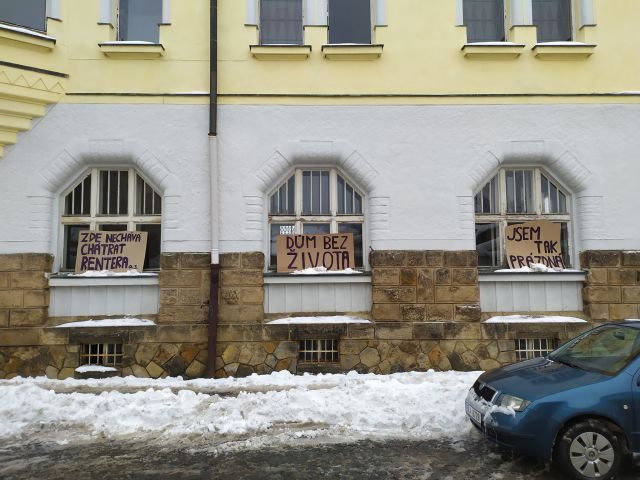 ZDE NECHÁVÁ
CHÁTRAT
RENTERA a.s.
DŮM BEZ
ŽIVOTA
JSEM
TAK
PRÁZDNÁ